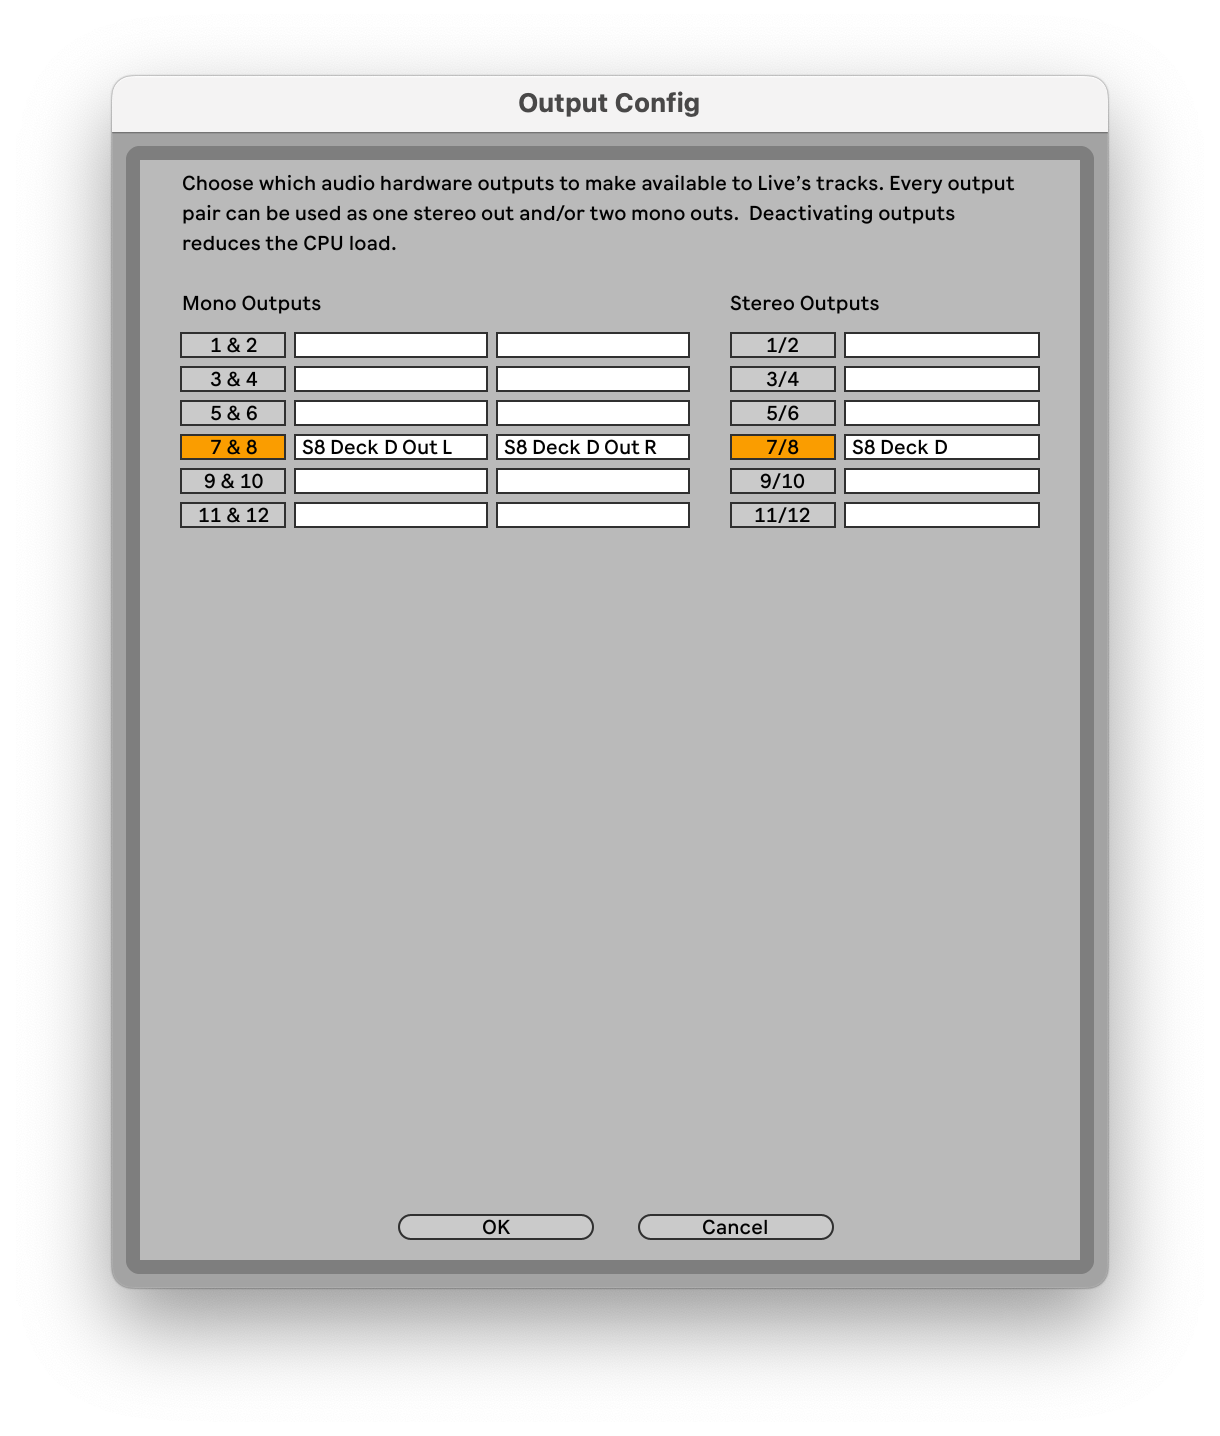 Output Config
Choose which audio hardware outputs to make available to Live’s tracks. Every output
pair can be used as one stereo out and/or two mono outs.  Deactivating outputs
reduces the CPU load.
Mono Outputs
Stereo Outputs
1 & 2
1/2
3 & 4
3/4
5 & 6
5/6
7 & 8 S8 Deck D Out L S8 Deck D Out R
7/8 S8 Deck D
9 & 10
9/10
11 & 12
11/12
OK
Cancel